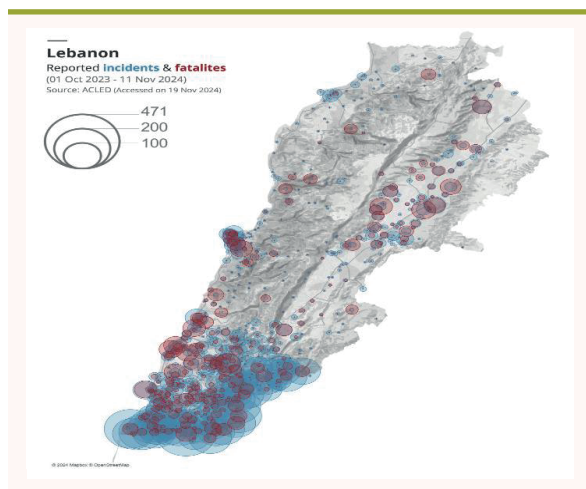 Lebanon
Reported incidents & fatalites
(01 Oct 2023 - 11 Nov 2024)
Source: ACLED (Accessed on 19 Nov 2024)
471
200
100
© 2024 Mapbox © OpenStreetMap